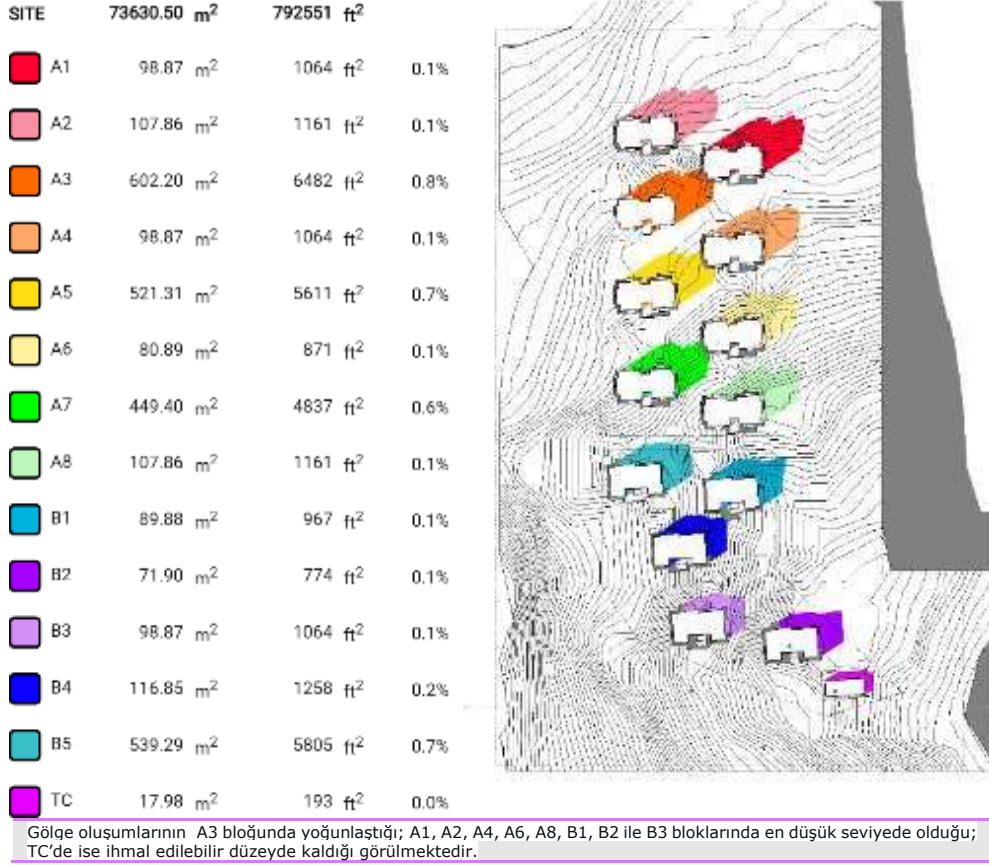 SITE 73630.50 m² 792551 ft²
A1 98.87 m² 1064 ft² 0.1%
A2 107.86 m² 1161 ft² 0.1%
A3 602.20 m² 6482 ft² 0.8%
A4 98.87 m² 1064 ft² 0.1%
A5 521.31 m² 5611 ft² 0.7%
A6 80.89 m² 871 ft² 0.1%
A7 449.40 m² 4837 ft² 0.6%
A8 107.86 m² 1161 ft² 0.1%
B1 89.88 m² 967 ft² 0.1%
B2 71.90 m² 774 ft² 0.1%
B3 98.87 m² 1064 ft² 0.1%
B4 116.85 m² 1258 ft² 0.2%
B5 539.29 m² 5805 ft² 0.7%
TC 17.98 m² 193 ft² 0.0%
Gölge oluşumlarının A3 bloğunda yoğunlaştığı; A1, A2, A4, A6, A8, B1, B2 ile B3 bloklarında en düşük seviyede olduğu;
TC’de ise ihmal edilebilir düzeyde kaldığı görülmektedir.